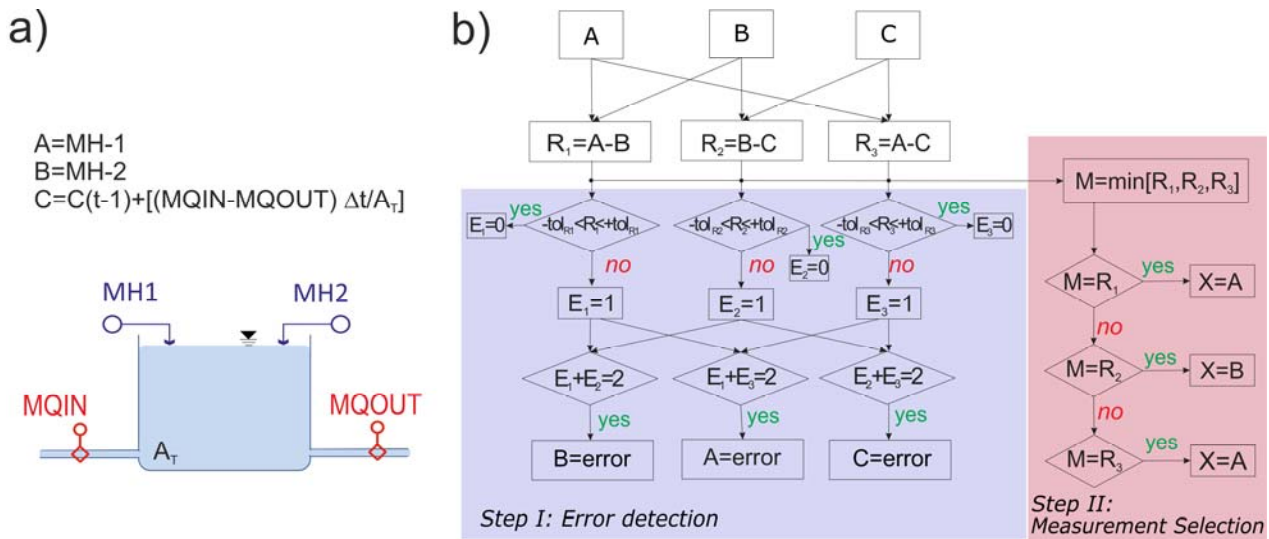 a)
A=MH-1
B=MH-2
C=C(t-1)+[(MQIN-MQOUT) Δt/A_T]
MH1
MH2
MQIN
MQOUT
A_T
b)
A
B
C
R₁=A-B
R₂=B-C
R₃=A-C
M=min[R₁,R₂,R₃]
yes
-tol_R1<R₁<+tol_R1
E₁=0
no
-tol_R2<R₂<+tol_R2
yes
E₂=0
no
-tol_R3<R₃<+tol_R3
yes
E₃=0
no
E₁=1
E₂=1
E₃=1
E₁+E₂=2
E₁+E₃=2
E₂+E₃=2
yes
yes
yes
B=error
A=error
C=error
Step I: Error detection
M=R₁
yes
X=A
no
M=R₂
yes
X=B
no
M=R₃
yes
X=A
Step II:
Measurement Selection